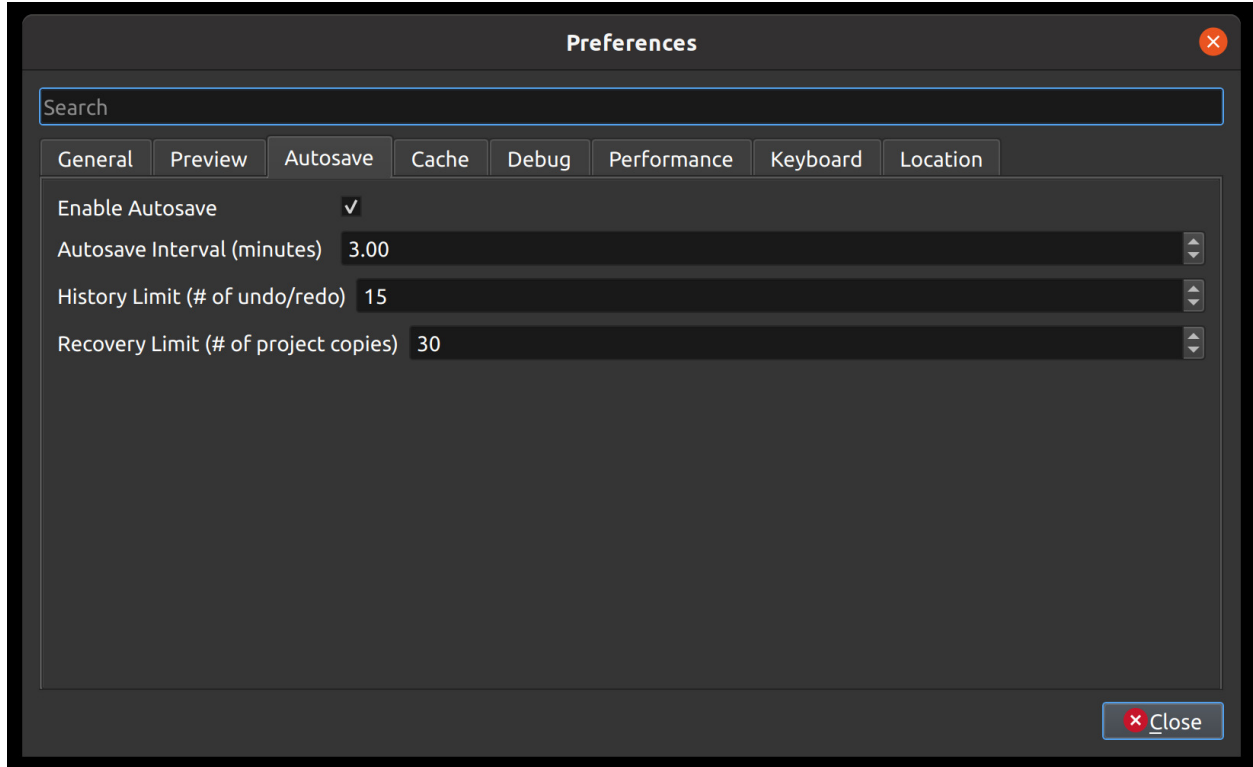 Preferences
Search
General Preview Autosave Cache Debug Performance Keyboard Location
Enable Autosave
Autosave Interval (minutes) 3.00
History Limit (# of undo/redo) 15
Recovery Limit (# of project copies) 30
Close